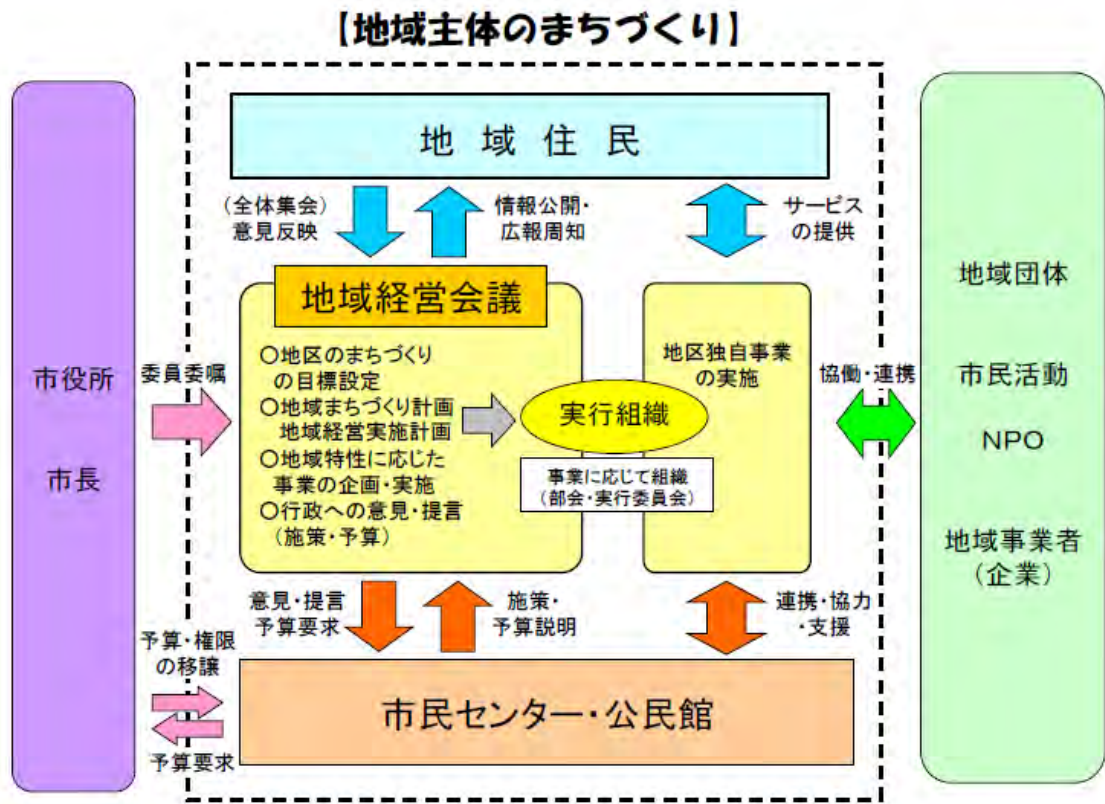 【地域主体のまちづくり】
市役所
市長
地域住民
(全体集会)
意見反映
情報公開・
広報周知
サービス
の提供
委員委嘱
地域経営会議
○地区のまちづくり
の目標設定
○地域まちづくり計画
地域経営実施計画
○地域特性に応じた
事業の企画・実施
○行政への意見・提言
(施策・予算)
地区独自事業
の実施
実行組織
事業に応じて組織
(部会・実行委員会)
協働・連携
地域団体
市民活動
NPO
地域事業者
(企業)
意見・提言
予算要求
施策・
予算説明
連携・協力
・支援
予算・権限
の移譲
予算要求
市民センター・公民館